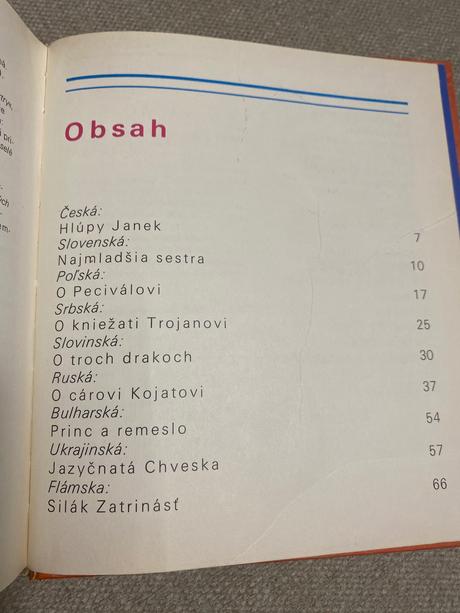 Obsah
Česká:
Hlúpy Janek 7
Slovenská:
Najmladšia sestra 10
Poľská:
O Peciválovi 17
Srbská:
O kniežati Trojanovi 25
Slovinská:
O troch drakoch 30
Ruská:
O cárovi Kojatovi 37
Bulharská:
Princ a remeslo 54
Ukrajinská:
Jazyčnatá Chveska 57
Flámska:
Silák Zatrinásť 66